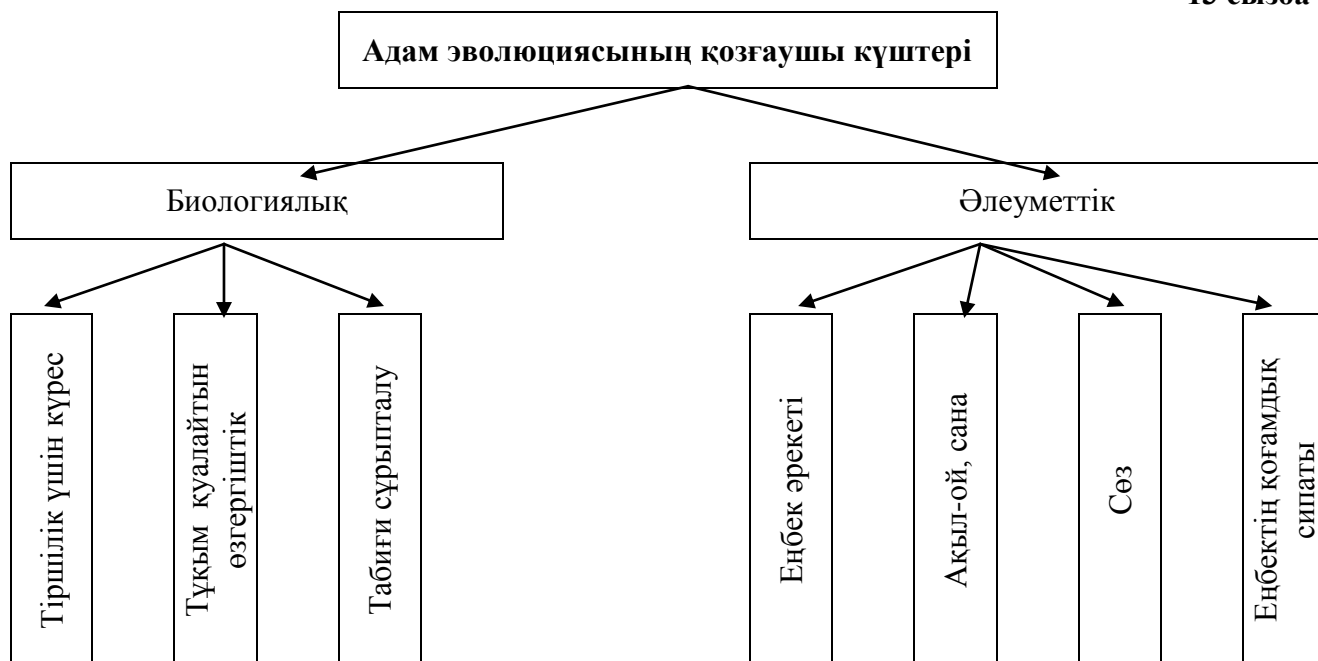 Адам эволюциясының қозғаушы күштері
Биологиялық
Әлеуметтік
Тіршілік үшін күрес
Тұқым қуалайтын
өзгергіштік
Табиғи сұрыпталу
Еңбек әрекеті
Ақыл-ой, сана
Сөз
Еңбектің қоғамдық
сипаты